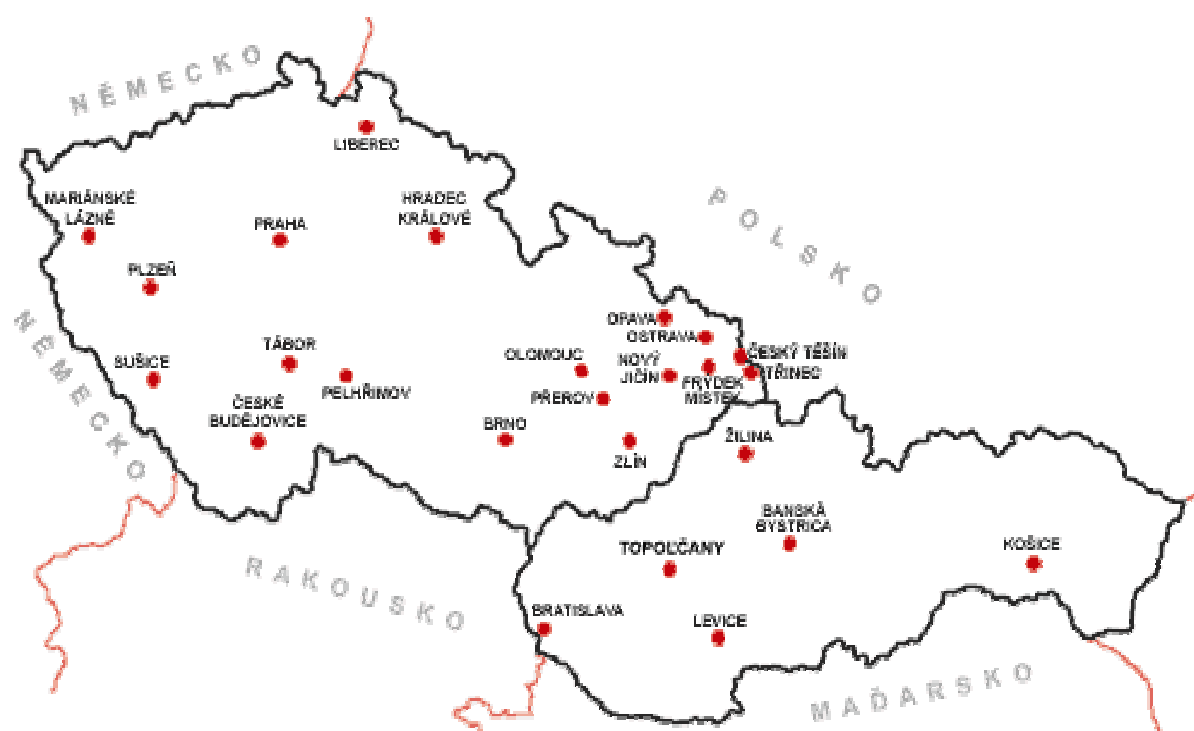 NĚMECKO
LIBEREC
MARIÁNSKÉ
LÁZNĚ
HRADEC
KRÁLOVÉ
PRAHA
POLSKO
PLZEŇ
NĚMECKO
OPAVA
OSTRAVA
TÁBOR
SUŠICE
OLOMOUC
NOVÝ
JIČÍN
ČESKÝ TĚŠÍN
TŘINEC
FRÝDEK
MÍSTEK
PELHŘIMOV
PŘEROV
ČESKÉ
BUDĚJOVICE
BRNO
ZLÍN
ŽILINA
BANSKÁ
BYSTRICA
TOPOĽČANY
KOŠICE
RAKOUSKO
BRATISLAVA
LEVICE
MAĎARSKO